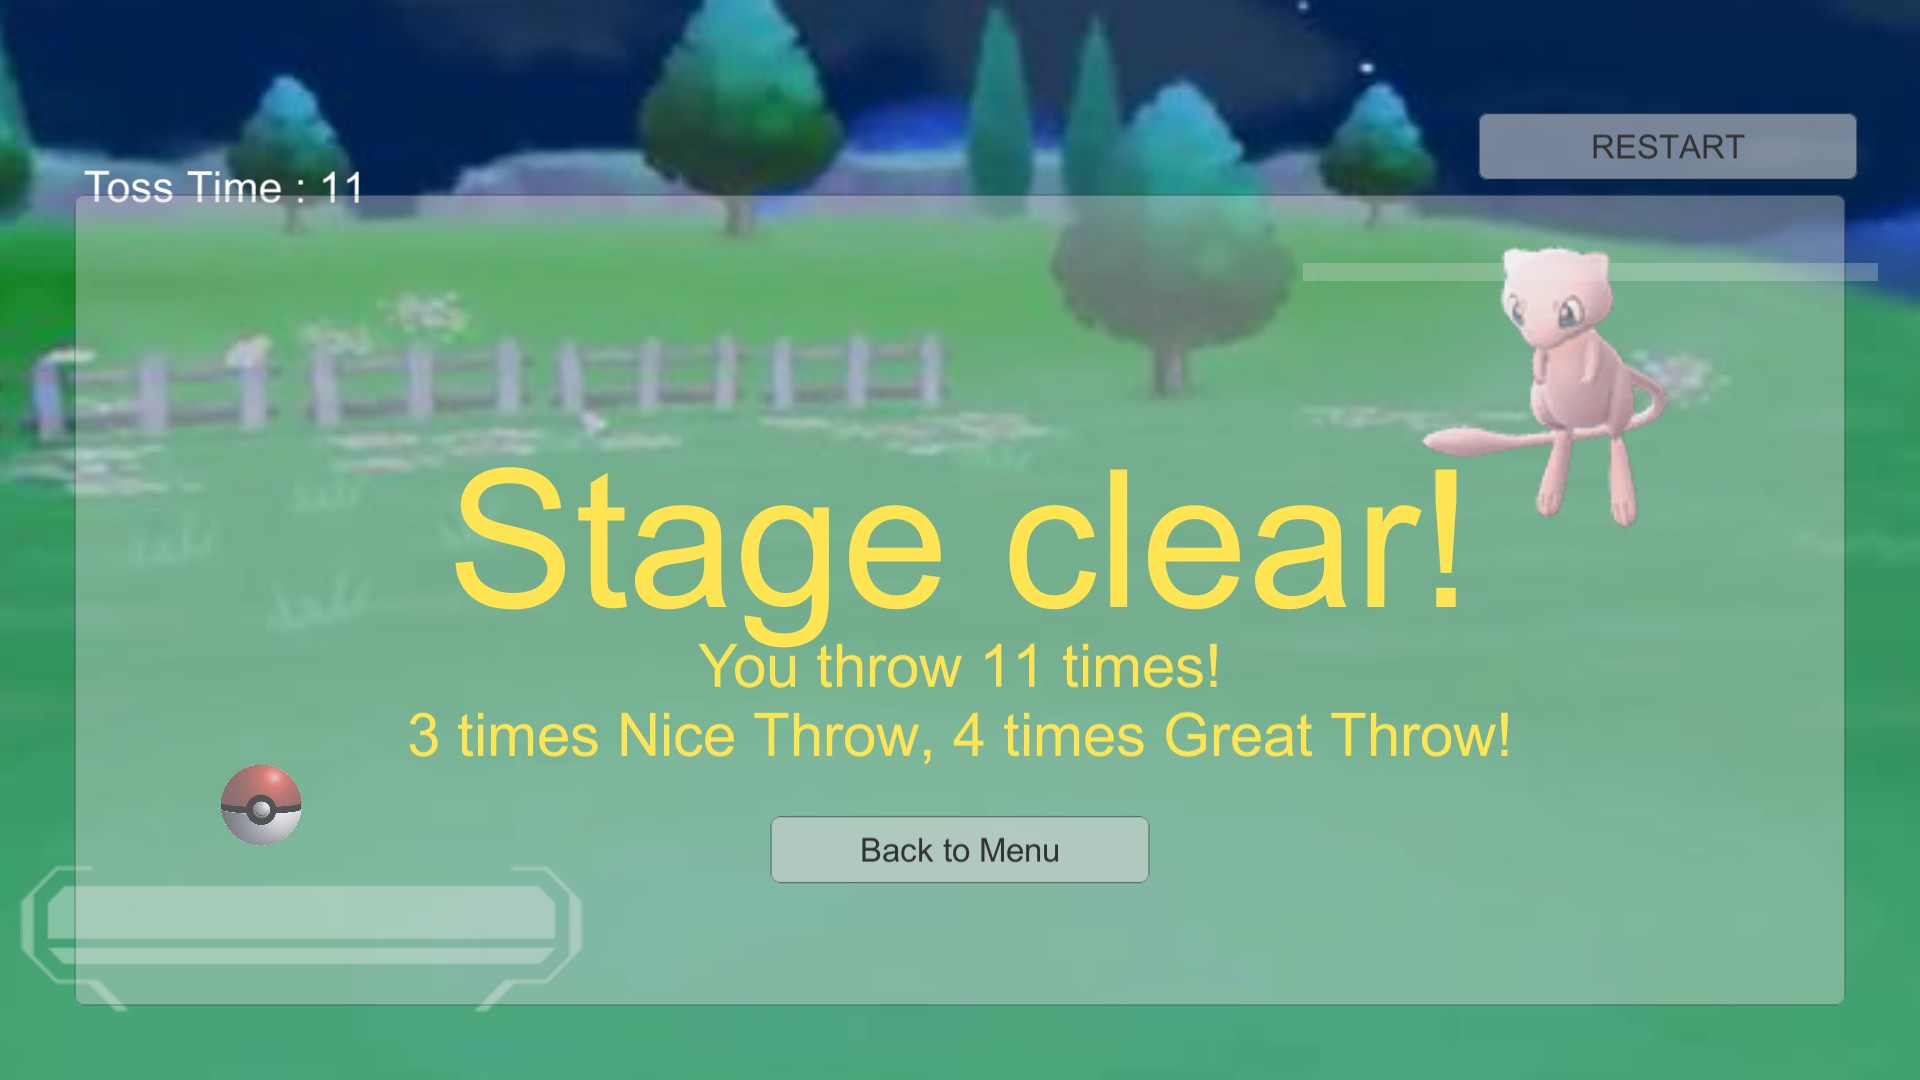 RESTART
Toss Time : 11
Stage clear!
You throw 11 times!
3 times Nice Throw, 4 times Great Throw!
Back to Menu